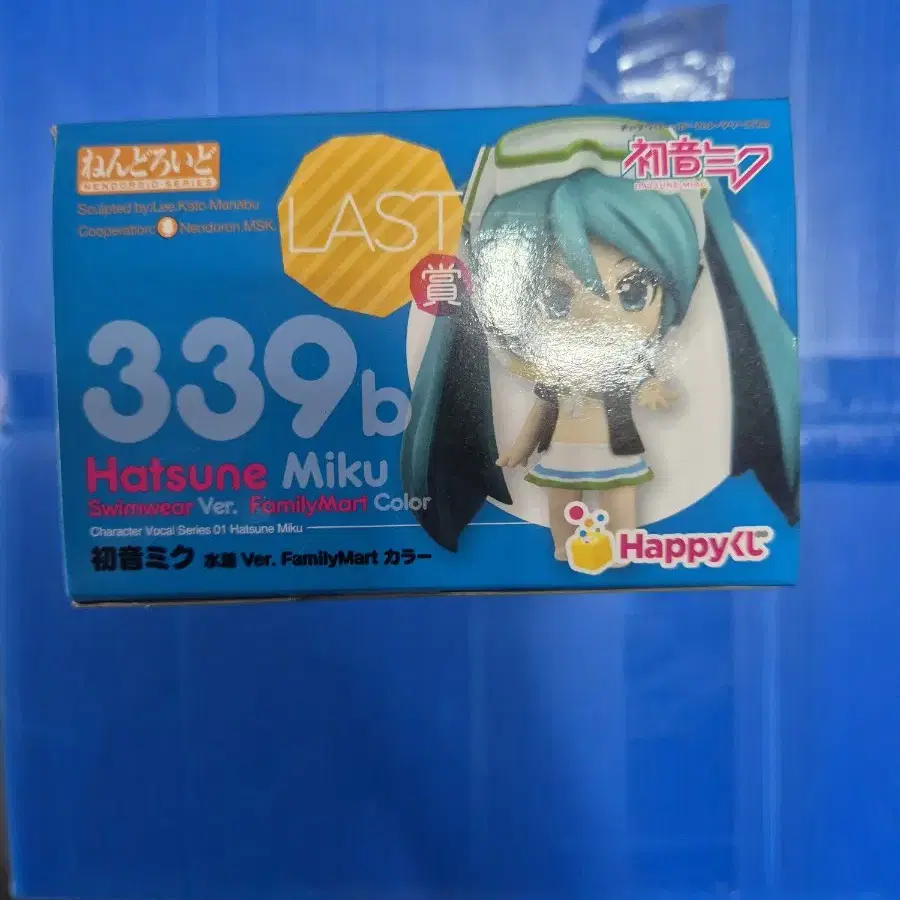 ねんどろいど
NENDOROID-SERIES
Sculpted by:Lee.Kato Manabu
Cooperation: Nendoron.MSK.
LAST
賞
初音ミク
HATSUNE MIKU
339b
Hatsune Miku
Swimwear Ver. FamilyMart Color
Character Vocal Series 01 Hatsune Miku
初音ミク 水着 Ver. FamilyMart カラー
Happyくじ